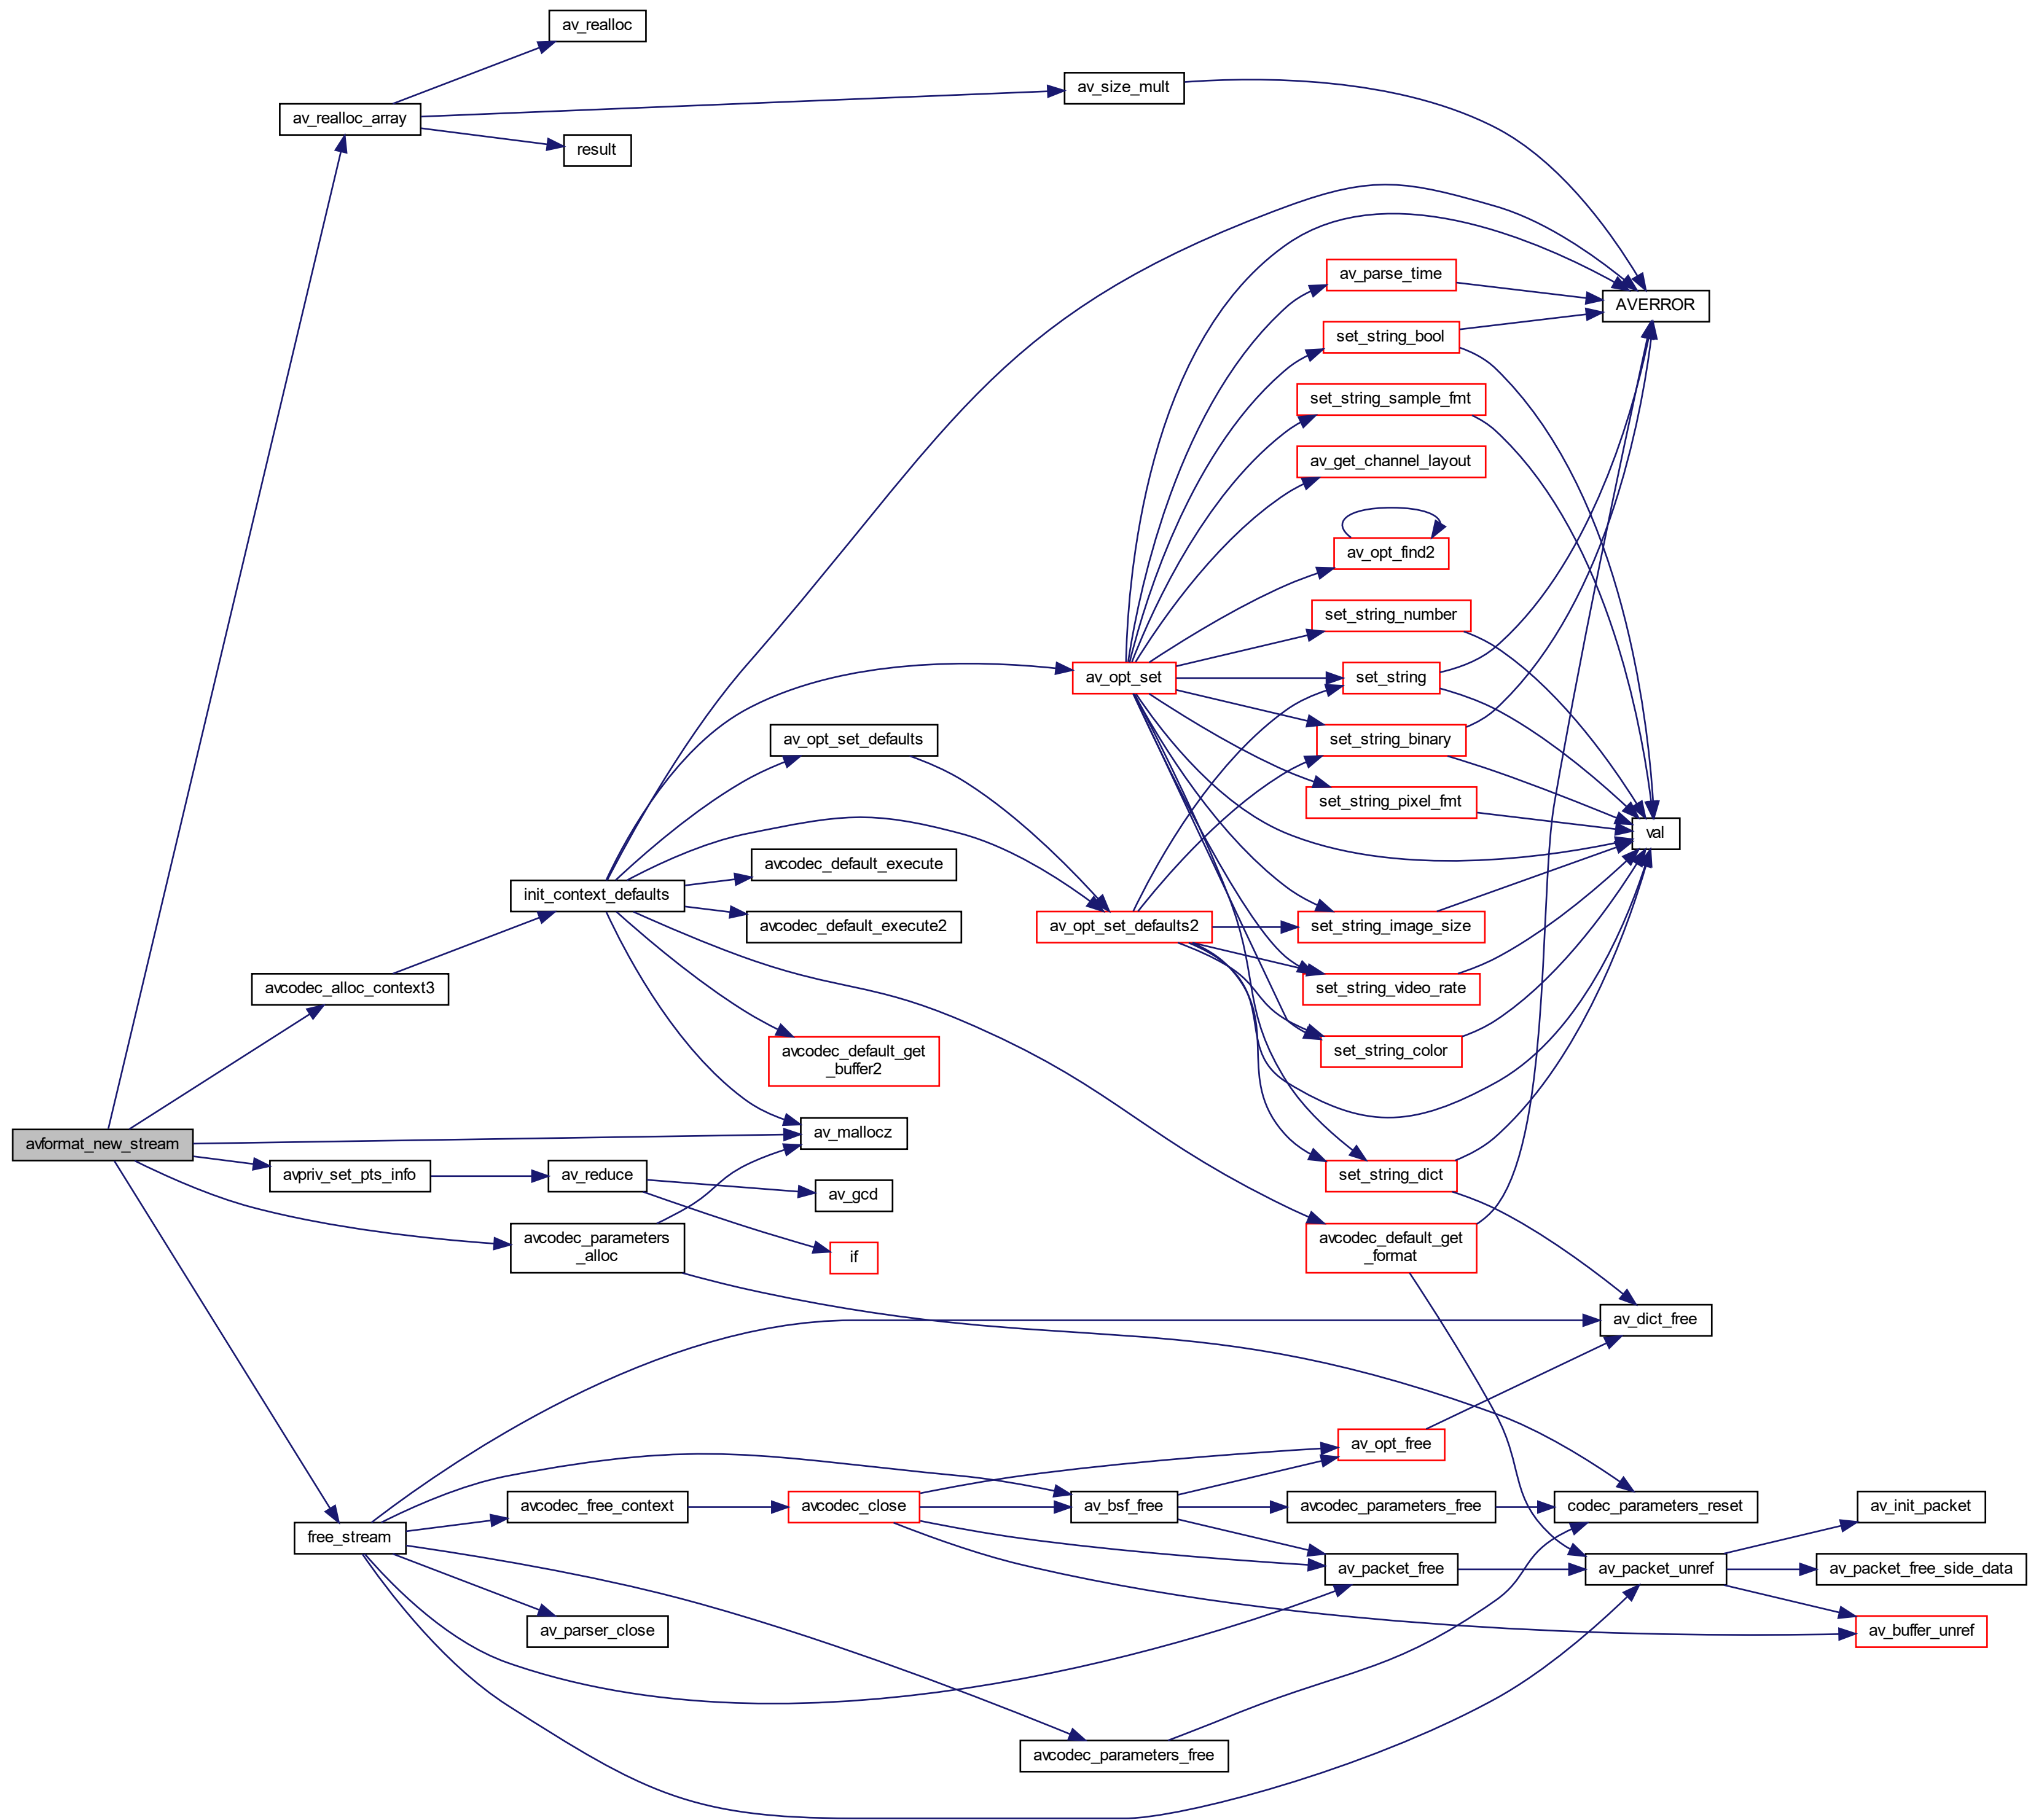 av_realloc
av_size_mult
av_realloc_array
result
av_parse_time
AVERROR
set_string_bool
set_string_sample_fmt
av_get_channel_layout
av_opt_find2
set_string_number
av_opt_set
set_string
av_opt_set_defaults
set_string_binary
set_string_pixel_fmt
val
avcodec_default_execute
init_context_defaults
avcodec_default_execute2
av_opt_set_defaults2
set_string_image_size
avcodec_alloc_context3
set_string_video_rate
avcodec_default_get
_buffer2
set_string_color
av_mallocz
avformat_new_stream
avpriv_set_pts_info
av_reduce
set_string_dict
av_gcd
avcodec_parameters
_alloc
avcodec_default_get
_format
if
av_dict_free
av_opt_free
avcodec_free_context
avcodec_close
av_bsf_free
avcodec_parameters_free
codec_parameters_reset
av_init_packet
free_stream
av_packet_free
av_packet_unref
av_packet_free_side_data
av_parser_close
av_buffer_unref
avcodec_parameters_free